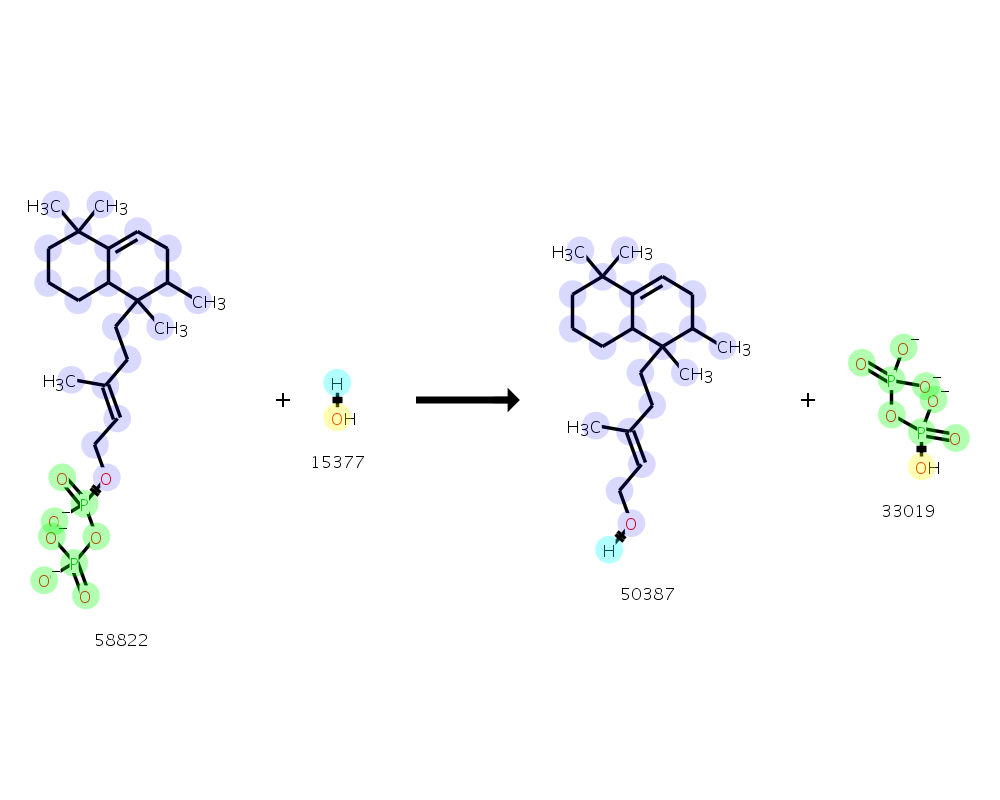 H₃C CH₃
CH₃
CH₃
H₃C
O
O P
O⁻
O⁻ O
P
O⁻
O
58822
+
H
OH
15377
H₃C CH₃
CH₃
CH₃
H₃C
O
H
50387
+
O⁻
O
P O⁻
O⁻
O P O
OH
33019